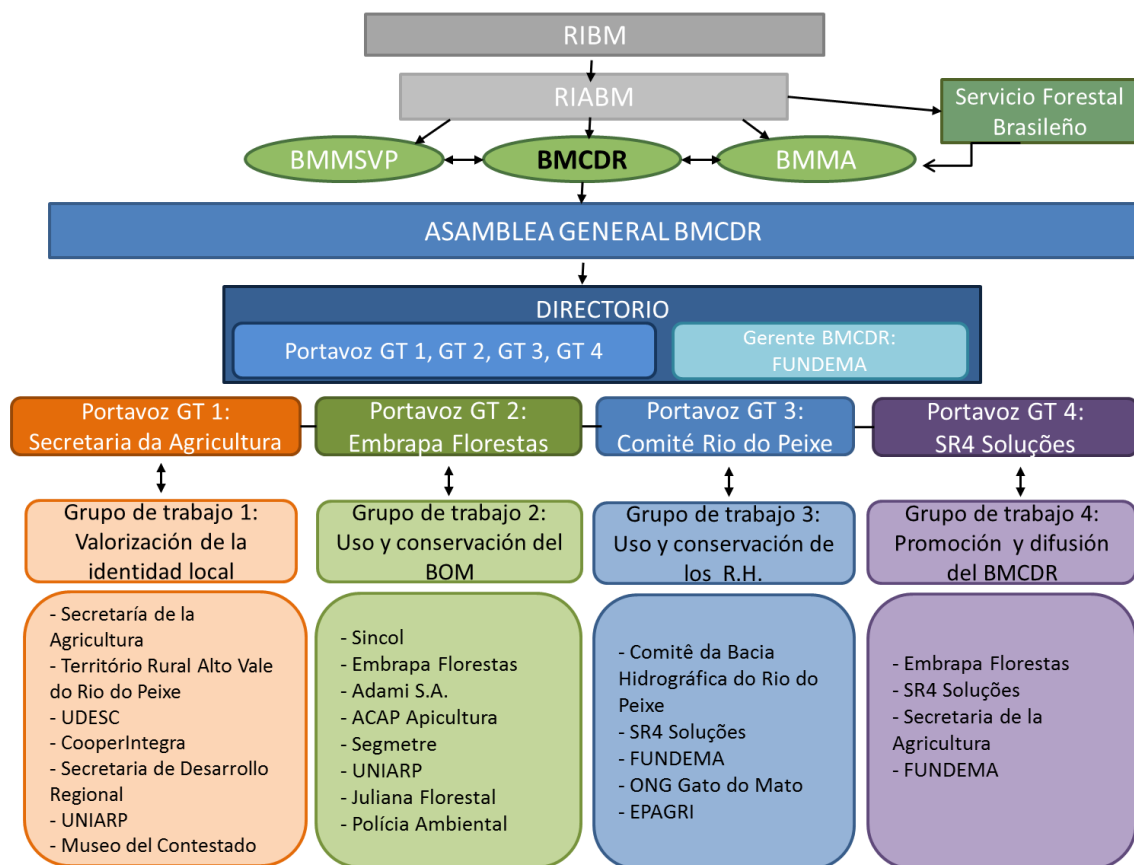 RIBM
RIABM
Servicio Forestal
Brasileño
BMMSVP
BMCDR
BMMA
ASAMBLEA GENERAL BMCDR
DIRECTORIO
Portavoz GT 1, GT 2, GT 3, GT 4
Gerente BMCDR:
FUNDEMA
Portavoz GT 1:
Secretaria da Agricultura
Portavoz GT 2:
Embrapa Florestas
Portavoz GT 3:
Comité Rio do Peixe
Portavoz GT 4:
SR4 Soluções
Grupo de trabajo 1:
Valorización de la
identidad local
Grupo de trabajo 2:
Uso y conservación del
BOM
Grupo de trabajo 3:
Uso y conservación de
los R.H.
Grupo de trabajo 4:
Promoción y difusión
del BMCDR
- Secretaría de la
Agricultura
- Território Rural Alto Vale
do Rio do Peixe
- UDESC
- CooperIntegra
- Secretaria de Desarrollo
Regional
- UNIARP
- Museo del Contestado
- Sincol
- Embrapa Florestas
- Adami S.A.
- ACAP Apicultura
- Segmetre
- UNIARP
- Juliana Florestal
- Polícia Ambiental
- Comitê da Bacia
Hidrográfica do Rio do
Peixe
- SR4 Soluções
- FUNDEMA
- ONG Gato do Mato
- EPAGRI
- Embrapa Florestas
- SR4 Soluções
- Secretaria de la
Agricultura
- FUNDEMA